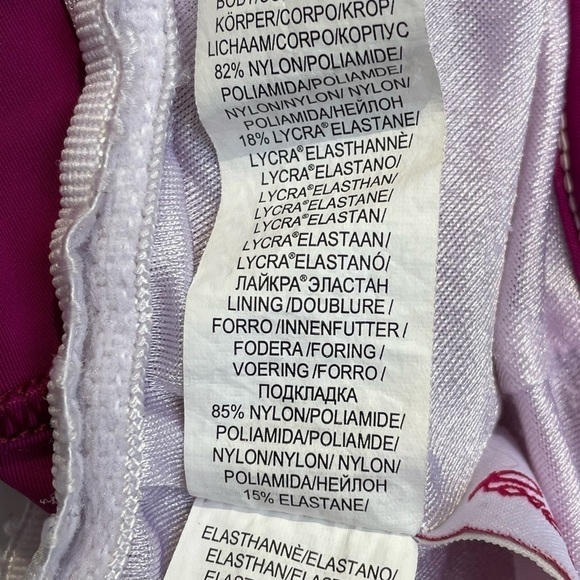 BODY/
KÖRPER/CORPO/KROP/
LICHAAM/CORPO/КОРПУС
82% NYLON/POLIAMIDE/
POLIAMIDA/POLIAMDE/
NYLON/NYLON/ NYLON/
POLIAMIDA/НЕЙЛОН
18% LYCRA® ELASTANE/
LYCRA® ELASTHANNÈ/
LYCRA® ELASTANO/
LYCRA® ELASTHAN/
LYCRA® ELASTANE/
LYCRA® ELASTAN/
LYCRA® ELASTAAN/
LYCRA® ELASTANÓ/
ЛАЙКРА® ЭЛАСТАН
LINING /DOUBLURE /
FORRO /INNENFUTTER /
FODERA /FORING /
VOERING /FORRO /
ПОДКЛАДКА
85% NYLON/POLIAMIDE/
POLIAMIDA/POLIAMDE/
NYLON/NYLON/ NYLON/
POLIAMIDA/НЕЙЛОН
15% ELASTANE/
ELASTHANNÈ/ELASTANO/
ELASTHAN/ELASTANE/